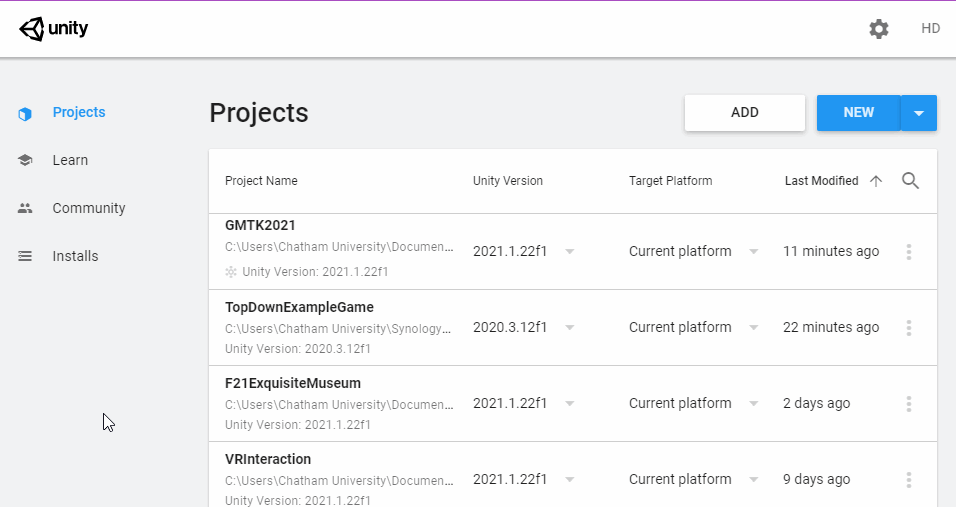 unity
HD
Projects
Learn
Community
Installs
Projects
ADD
NEW
Project Name Unity Version Target Platform Last Modified
GMTK2021
C:\Users\Chatham University\Documen...
Unity Version: 2021.1.22f1
2021.1.22f1 Current platform 11 minutes ago
TopDownExampleGame
C:\Users\Chatham University\Synology...
Unity Version: 2020.3.12f1
2020.3.12f1 Current platform 22 minutes ago
F21ExquisiteMuseum
C:\Users\Chatham University\Documen...
Unity Version: 2021.1.22f1
2021.1.22f1 Current platform 2 days ago
VRInteraction
C:\Users\Chatham University\Documen...
Unity Version: 2021.1.22f1
2021.1.22f1 Current platform 9 days ago